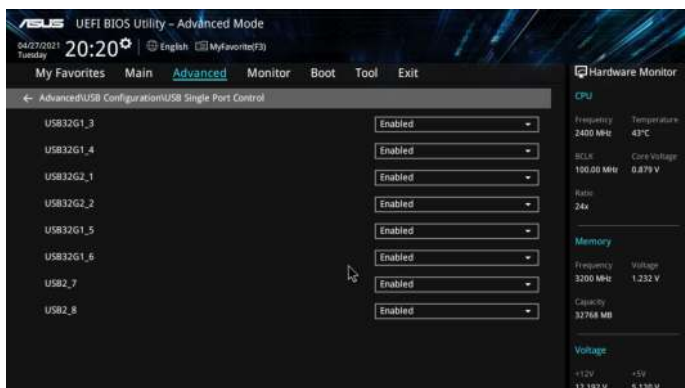 ASUS UEFI BIOS Utility – Advanced Mode
04/27/2021 Tuesday 20:20 English MyFavorite(F3)
My Favorites Main Advanced Monitor Boot Tool Exit
Hardware Monitor
← Advanced\USB Configuration\USB Single Port Control
USB32G1_3 Enabled
USB32G1_4 Enabled
USB32G2_1 Enabled
USB32G2_2 Enabled
USB32G1_5 Enabled
USB32G1_6 Enabled
USB2_7 Enabled
USB2_8 Enabled
CPU
Frequency Temperature
2400 MHz 43°C
BCLK Core Voltage
100.00 MHz 0.879 V
Ratio
24x
Memory
Frequency Voltage
3200 MHz 1.232 V
Capacity
32768 MB
Voltage
+12V +5V